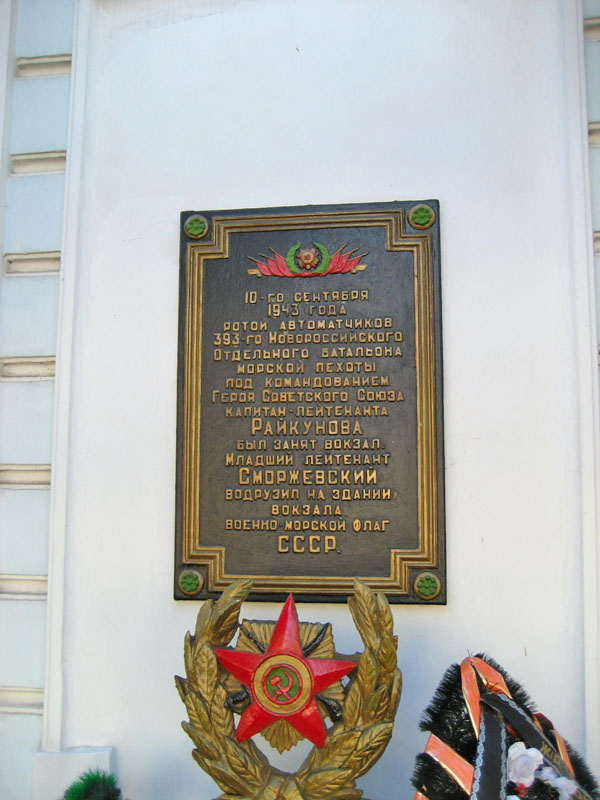 10-го сентября
1943 года
ротой автоматчиков
393-го Новороссийского
Отдельного батальона
морской пехоты
под командованием
Героя Советского Союза
капитан-лейтенанта
Райкунова
был занят вокзал.
Младший лейтенант
Сморжевский
водрузил на здании
вокзала
военно-морской флаг
СССР.